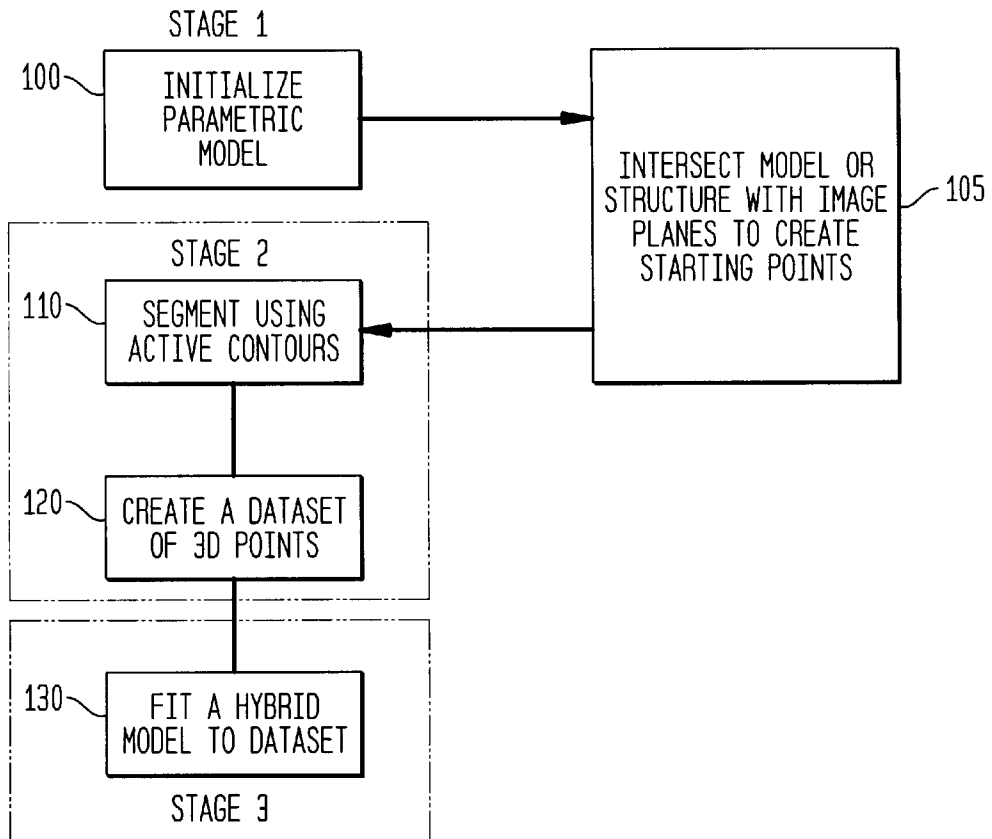 STAGE 1
100
INITIALIZE
PARAMETRIC
MODEL
INTERSECT MODEL OR
STRUCTURE WITH IMAGE
PLANES TO CREATE
STARTING POINTS
105
STAGE 2
110
SEGMENT USING
ACTIVE CONTOURS
120
CREATE A DATASET
OF 3D POINTS
130
FIT A HYBRID
MODEL TO DATASET
STAGE 3